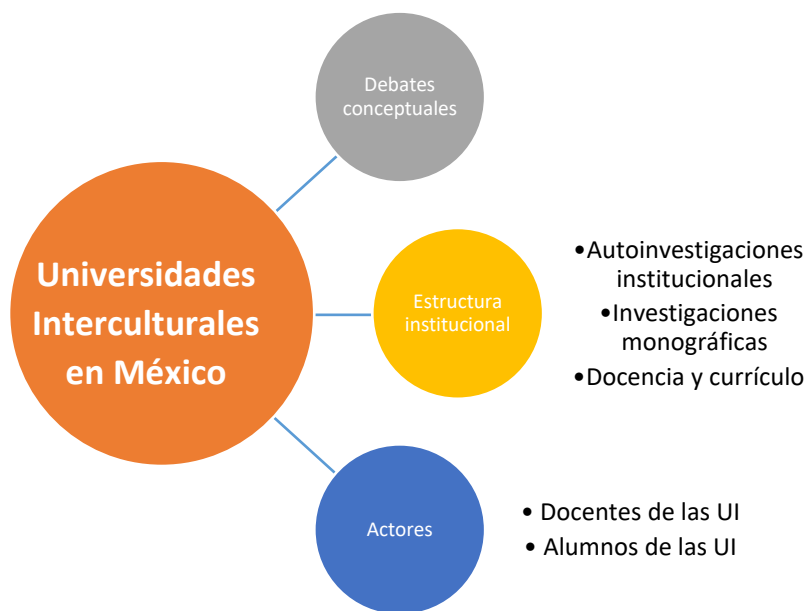 Debates
conceptuales
Universidades
Interculturales
en México
Estructura
institucional
•Autoinvestigaciones
institucionales
•Investigaciones
monográficas
•Docencia y currículo
Actores
• Docentes de las UI
• Alumnos de las UI